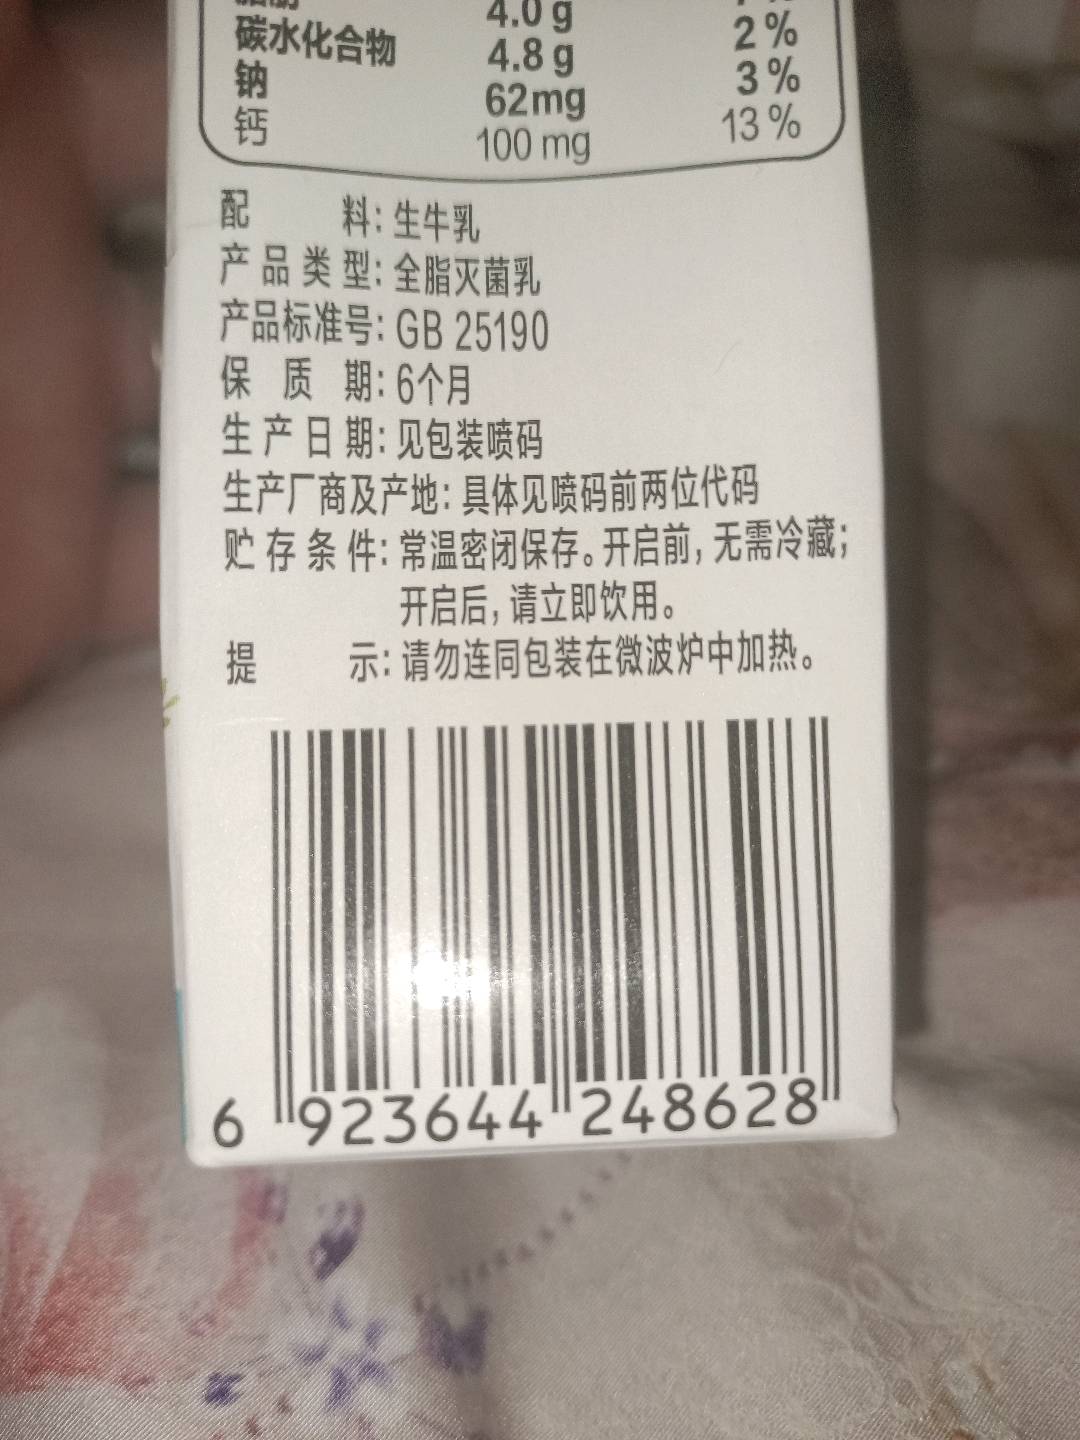 脂肪 4.0 g
碳水化合物 4.8 g 2%
钠 62mg 3%
钙 100 mg 13%
配 料: 生牛乳
产品类型: 全脂灭菌乳
产品标准号: GB 25190
保质期: 6个月
生产日期: 见包装喷码
生产厂商及产地: 具体见喷码前两位代码
贮存条件: 常温密闭保存。开启前, 无需冷藏;
开启后, 请立即饮用。
提 示: 请勿连同包装在微波炉中加热。
6 923644 248628